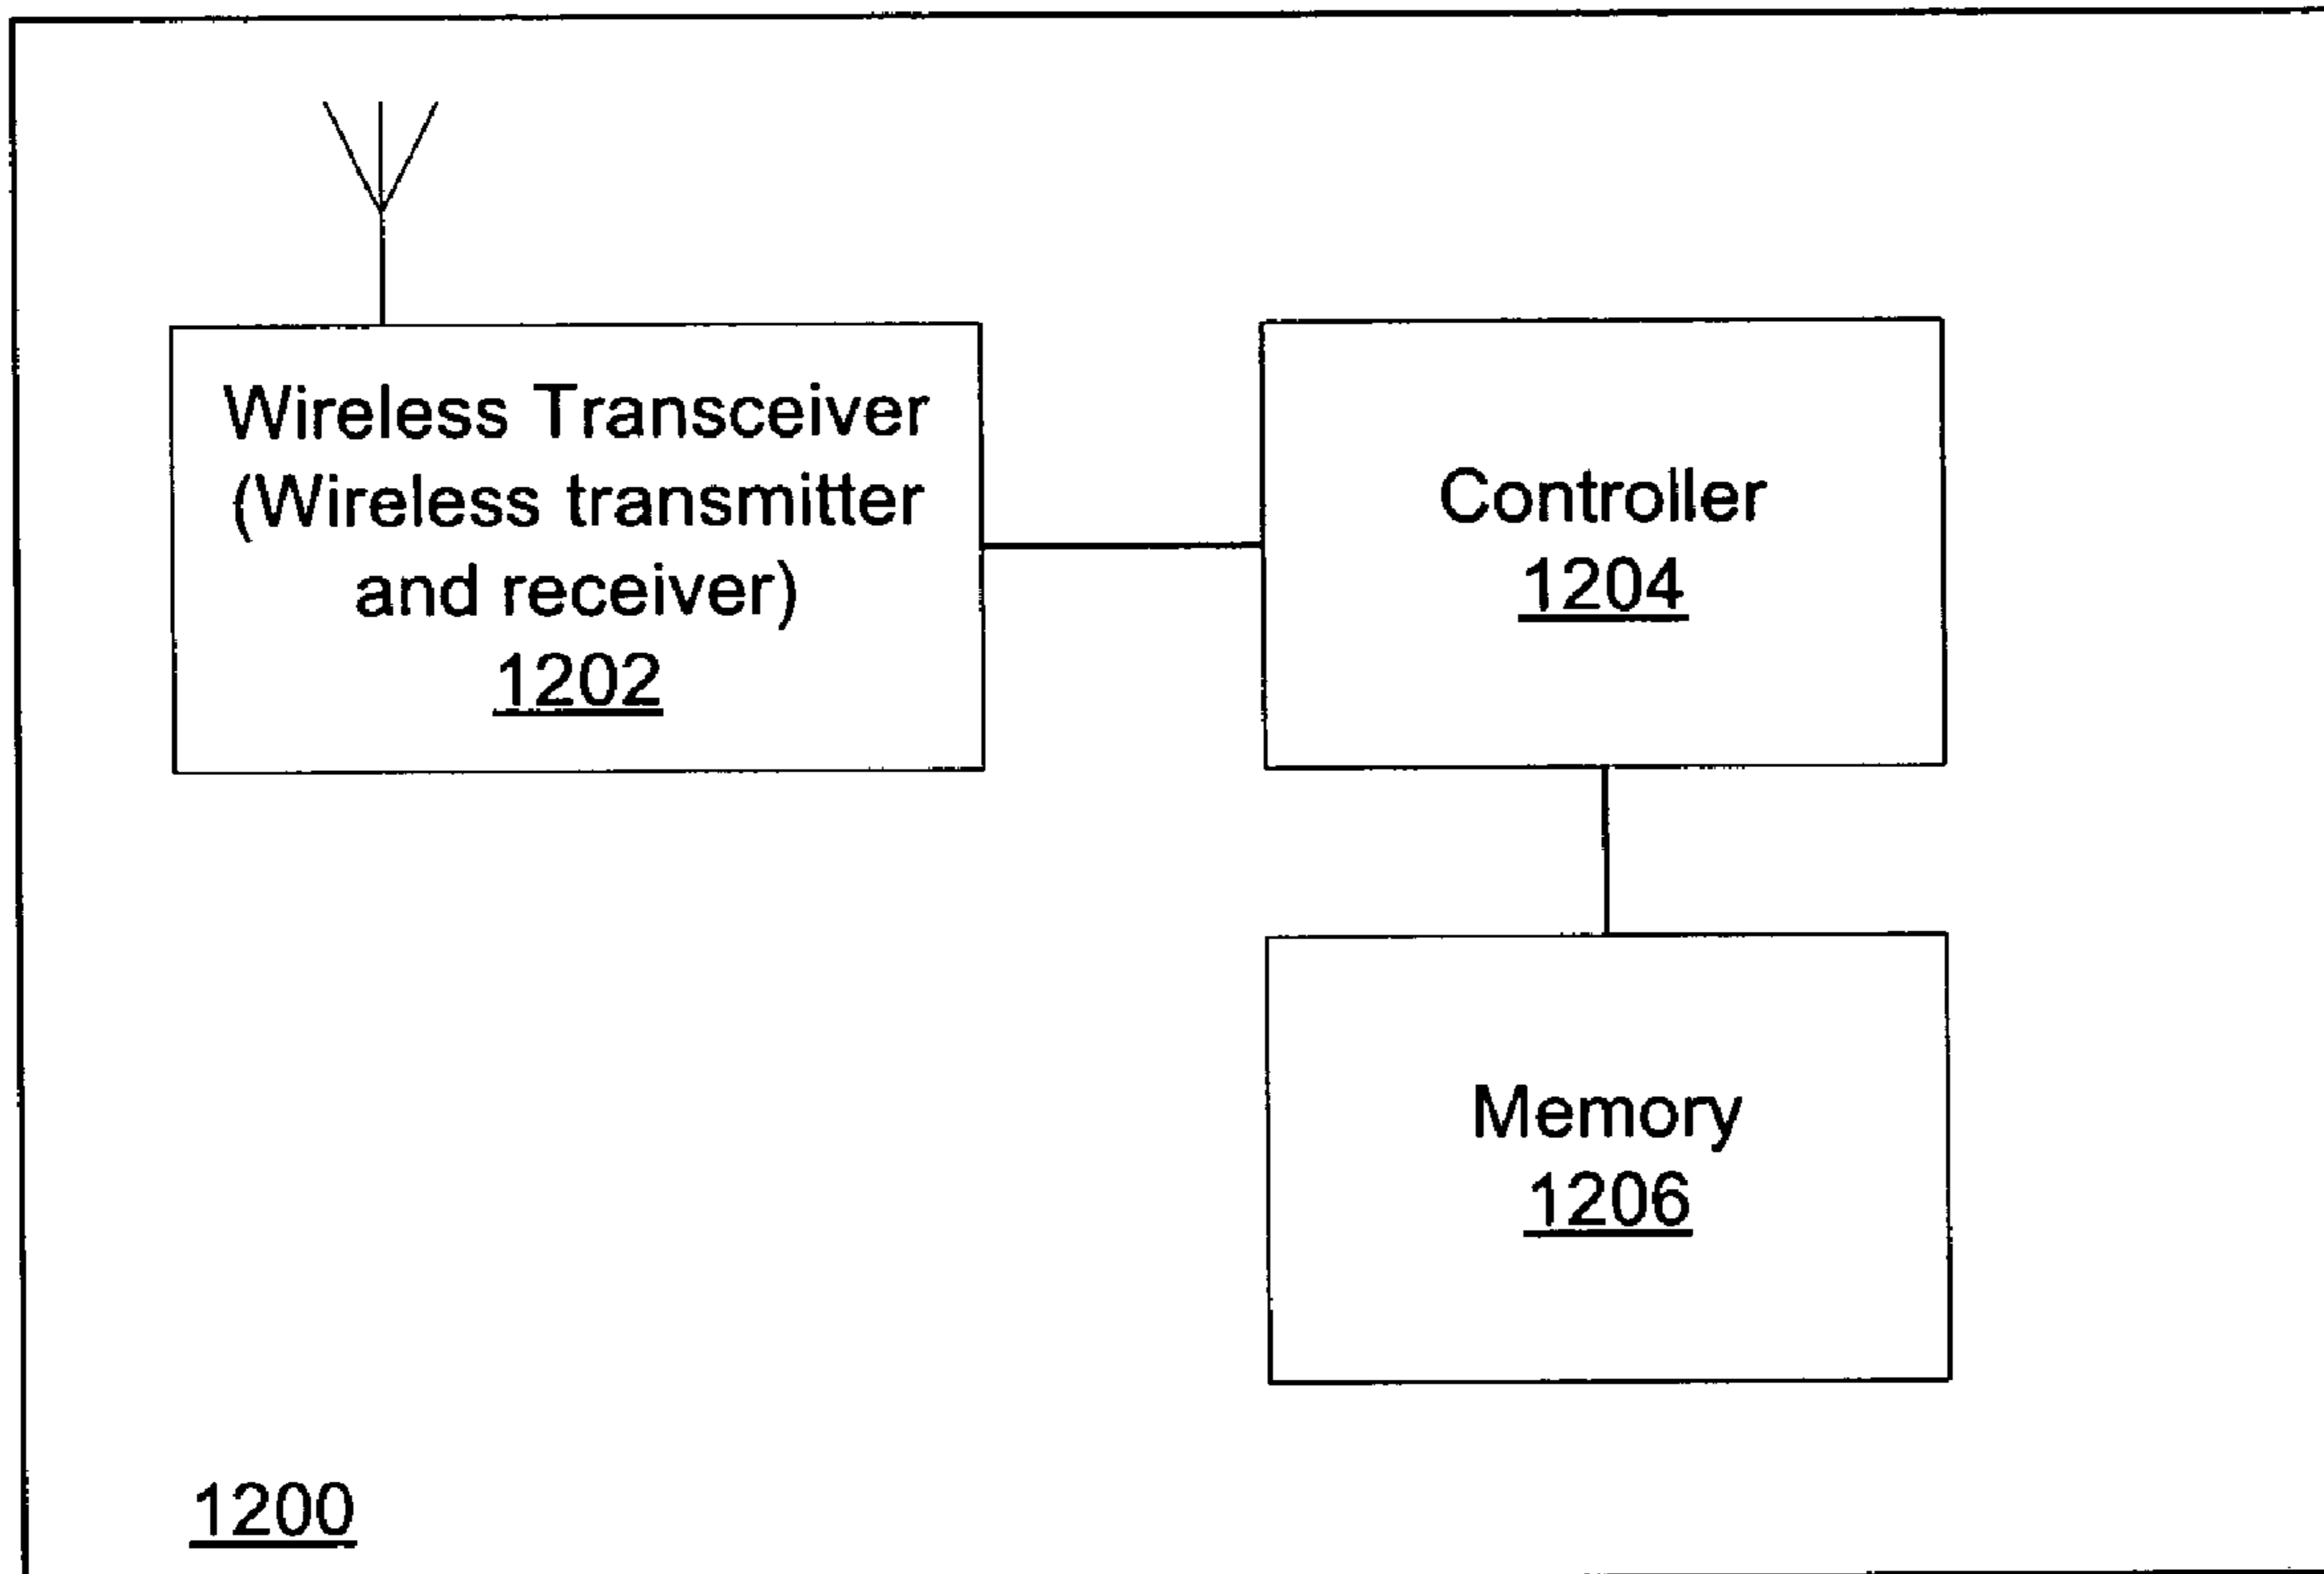 Wireless Transceiver
(Wireless transmitter
and receiver)
1202
Controller
1204
Memory
1206
1200